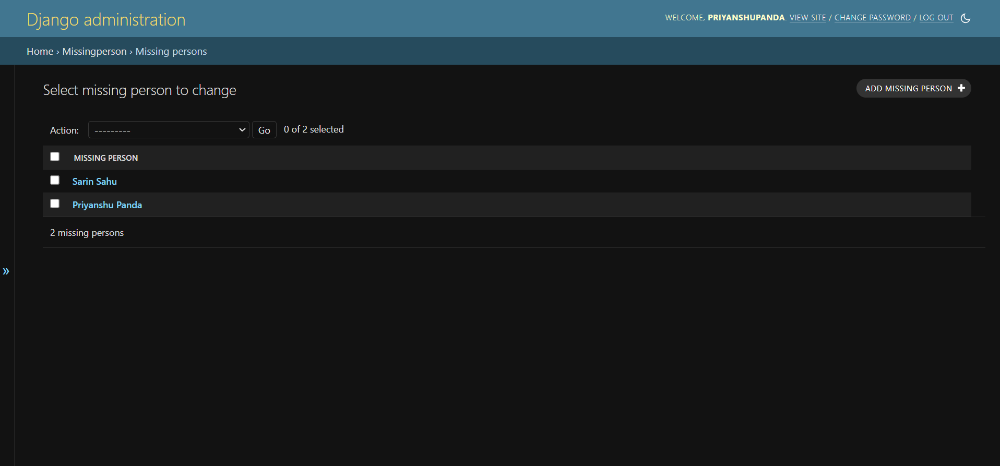 Django administration
WELCOME, PRIYANSHUPANDA. VIEW SITE / CHANGE PASSWORD / LOG OUT
Home › Missingperson › Missing persons
Select missing person to change
ADD MISSING PERSON
Action: --------- Go 0 of 2 selected
MISSING PERSON
Sarin Sahu
Priyanshu Panda
2 missing persons
»